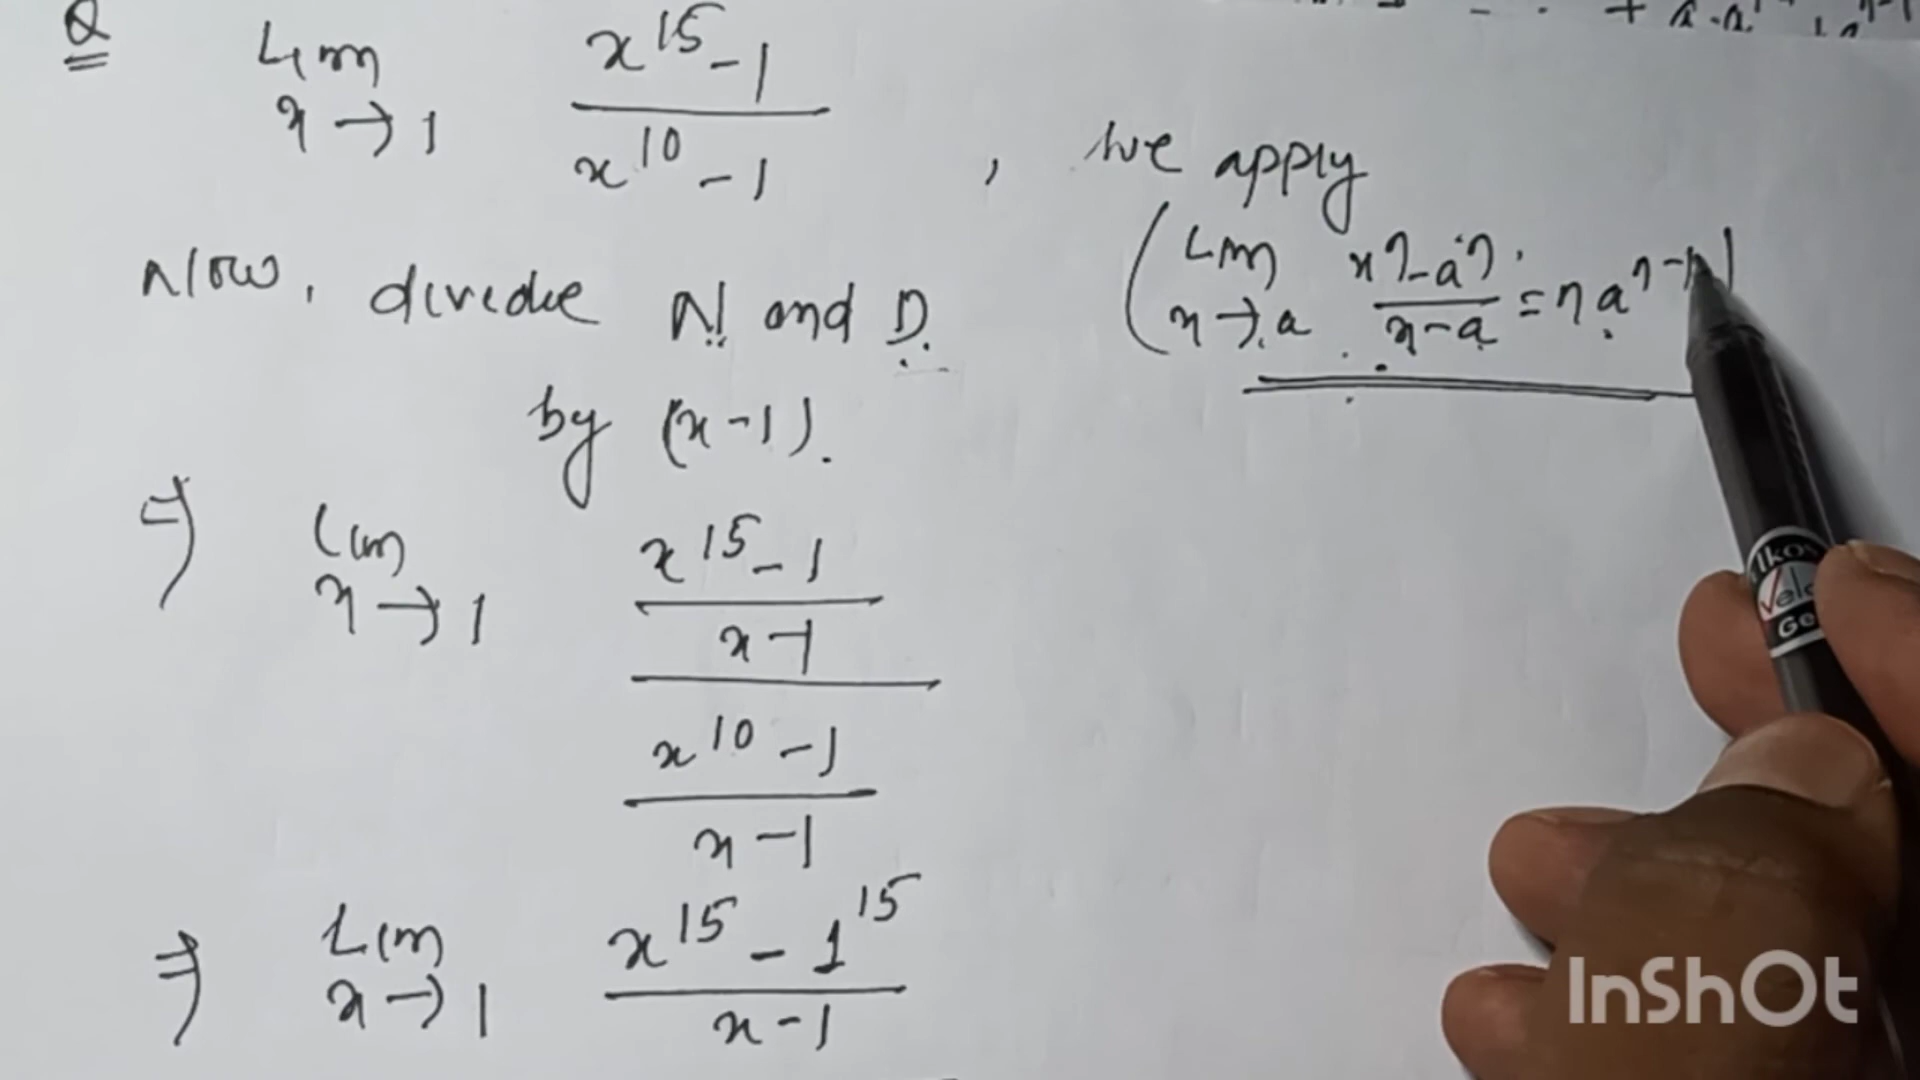 Q Lim x^15 - 1
x → 1 x^10 - 1 , we apply
(Lim x^n - a^n
x → a x - a = n a^n-1)
Now, divide N and D
by (x - 1).
⇒ Lim x^15 - 1
x → 1 x - 1
x^10 - 1
x - 1
⇒ Lim x^15 - 1^15
x → 1 x - 1
InShOt